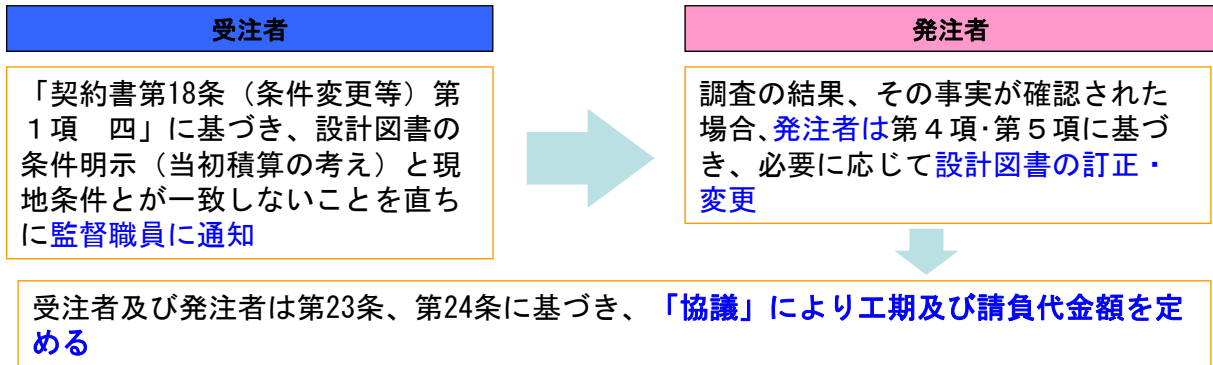 受注者
発注者
「契約書第18条（条件変更等）第
１項　四」に基づき、設計図書の
条件明示（当初積算の考え）と現
地条件とが一致しないことを直ち
に監督職員に通知
調査の結果、その事実が確認された
場合、発注者は第４項･第５項に基づ
き、必要に応じて設計図書の訂正・
変更
受注者及び発注者は第23条、第24条に基づき、「協議」により工期及び請負代金額を定
める